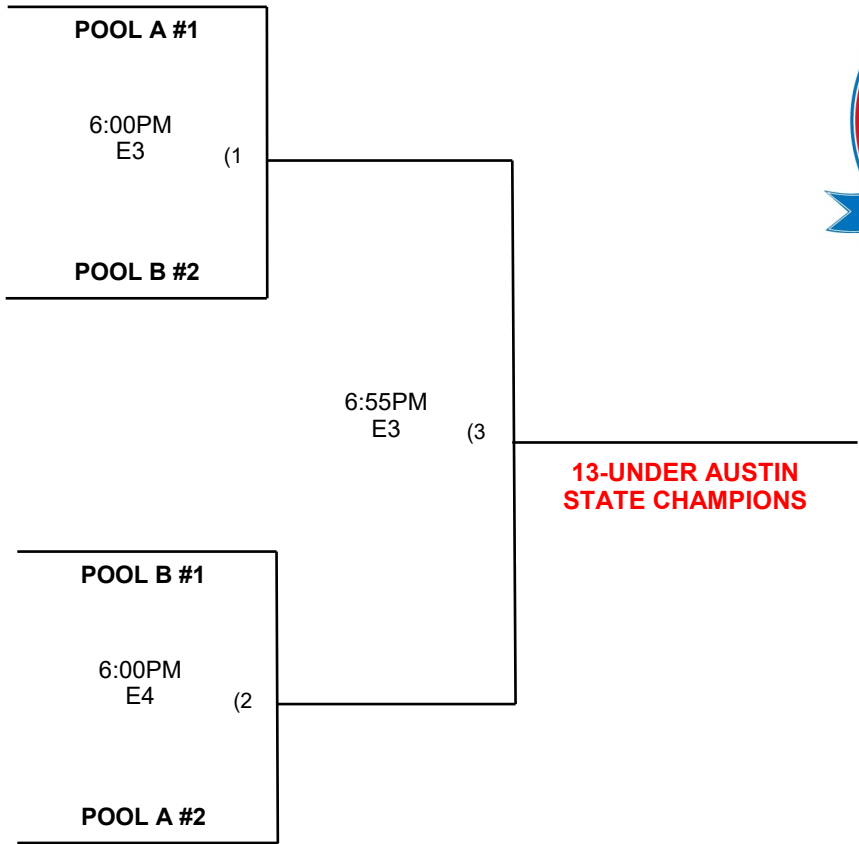 POOL A #1
6:00PM
E3
(1
POOL B #2
6:55PM
E3
(3
13-UNDER AUSTIN
STATE CHAMPIONS
POOL B #1
6:00PM
E4
(2
POOL A #2